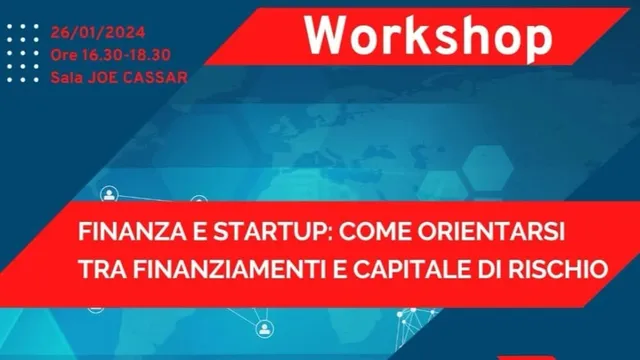 26/01/2024
Ore 16.30-18.30
Sala JOE CASSAR
Workshop
FINANZA E STARTUP: COME ORIENTARSI
TRA FINANZIAMENTI E CAPITALE DI RISCHIO